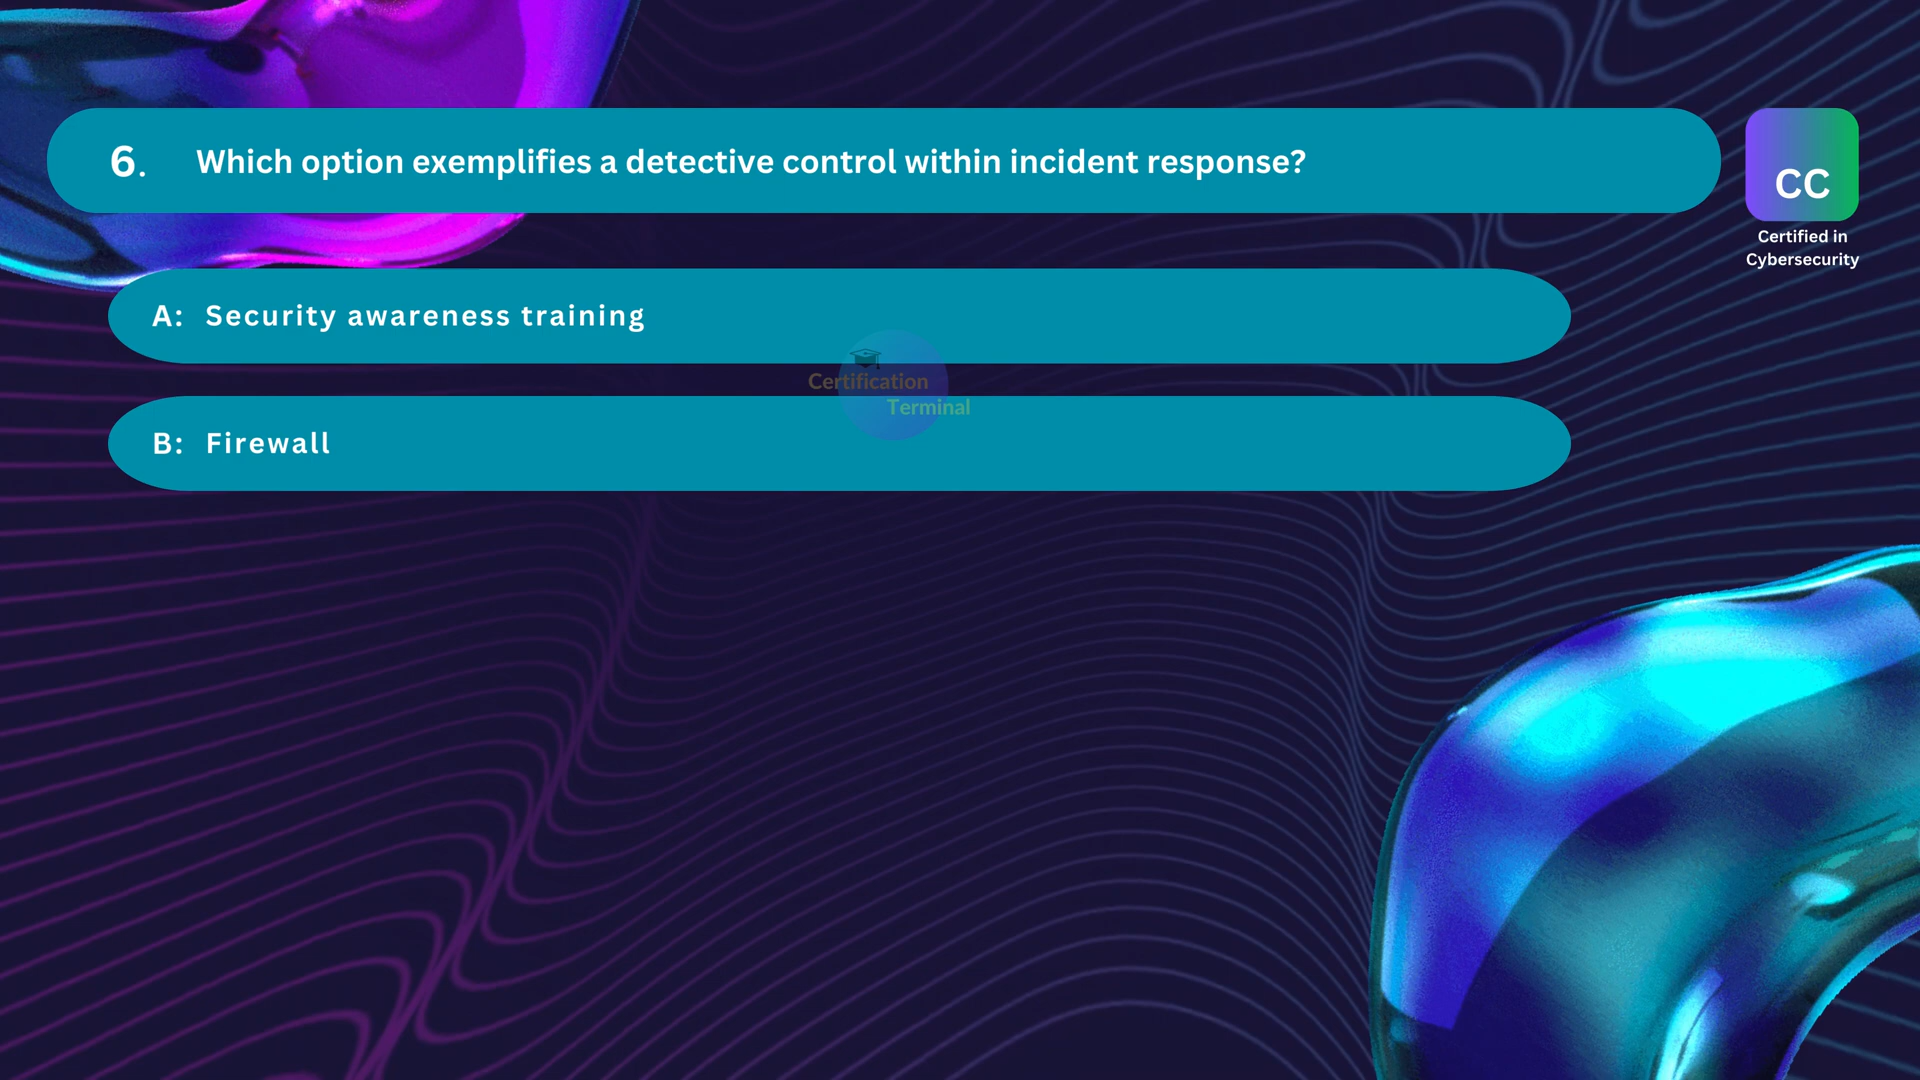 6. Which option exemplifies a detective control within incident response?
CC
Certified in
Cybersecurity
A: Security awareness training
Certification
Terminal
B: Firewall